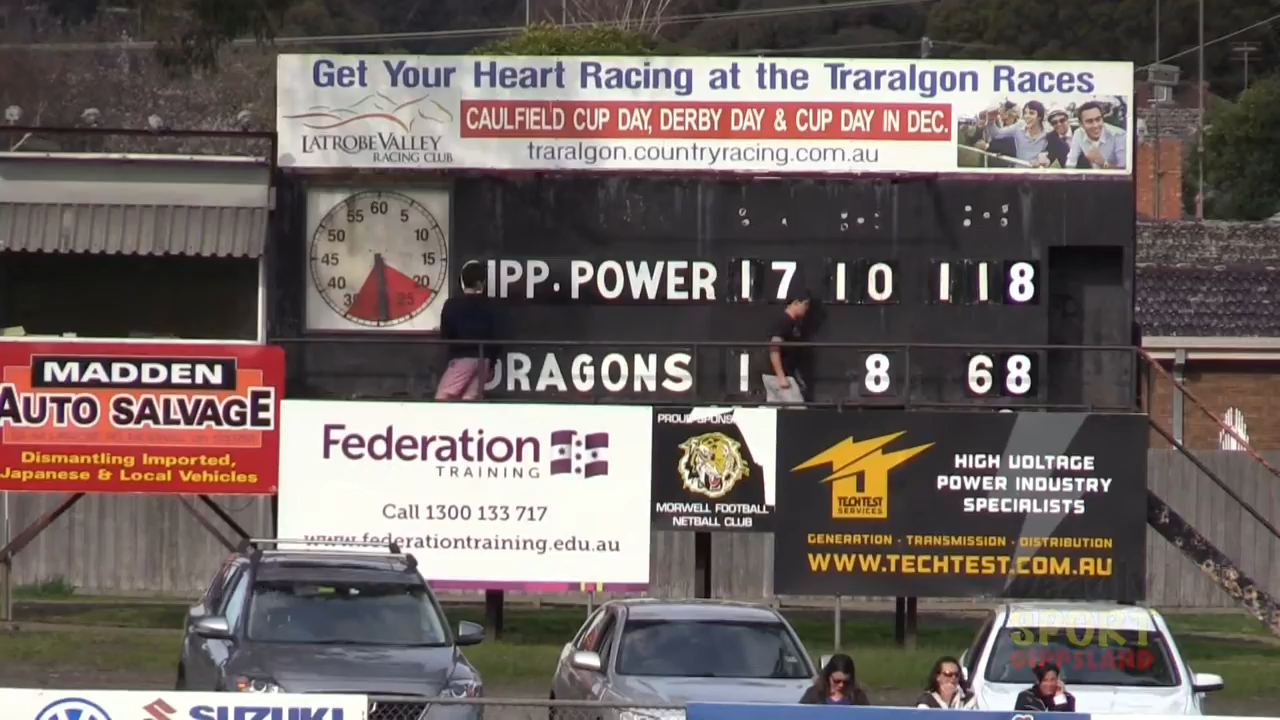 Get Your Heart Racing at the Traralgon Races
LATROBE VALLEY
RACING CLUB
CAULFIELD CUP DAY, DERBY DAY & CUP DAY IN DEC.
traralgon.countryracing.com.au
60
55 5
50 10
45 15
40 20
25
IPP. POWER 17 10 118
DRAGONS 1 8 68
MADDEN
AUTO SALVAGE
Dismantling Imported,
Japanese & Local Vehicles
Federation
TRAINING
Call 1300 133 717
www.federationtraining.edu.au
MORWELL FOOTBALL
NETBALL CLUB
TECHTEST
SERVICES
HIGH VOLTAGE
POWER INDUSTRY
SPECIALISTS
GENERATION · TRANSMISSION · DISTRIBUTION
WWW.TECHTEST.COM.AU
SPORT
GIPPSLAND
SUZUKI